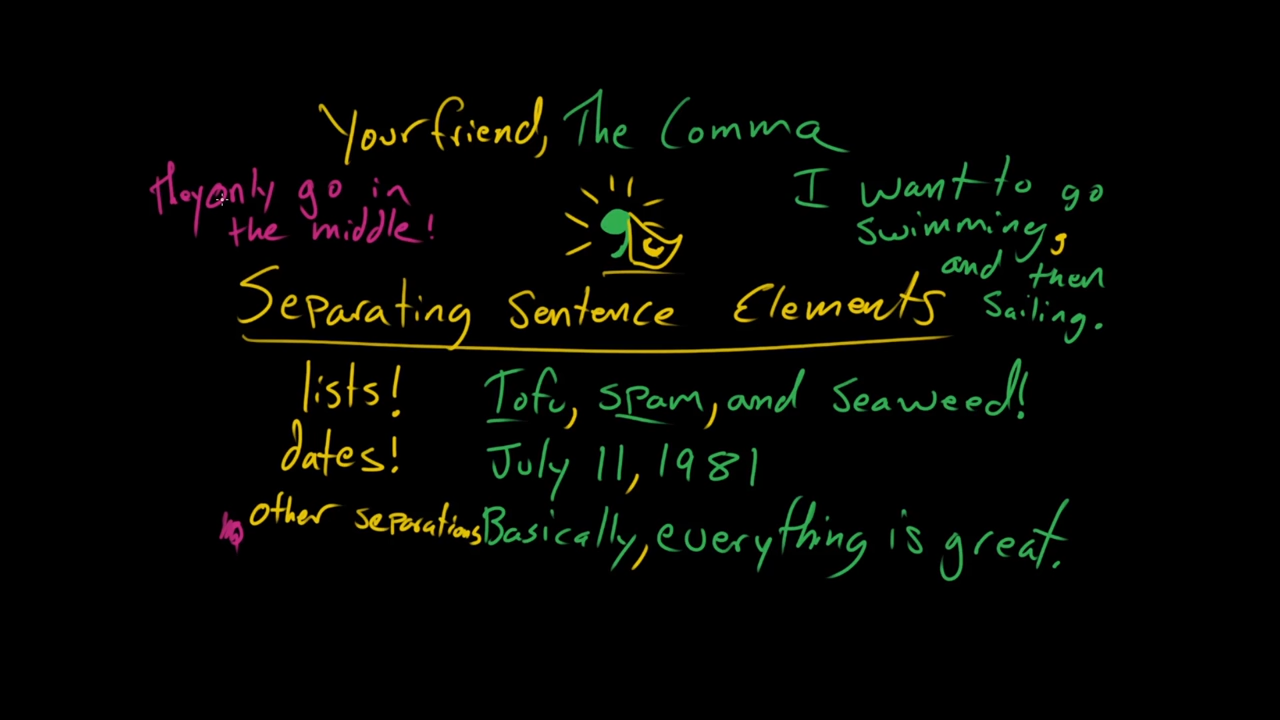 Your friend, The Comma
they only go in
the middle!
I want to go
swimming,
and then
sailing.
Separating Sentence Elements
lists! Tofu, spam, and seaweed!
dates! July 11, 1981
other separations Basically, everything is great.